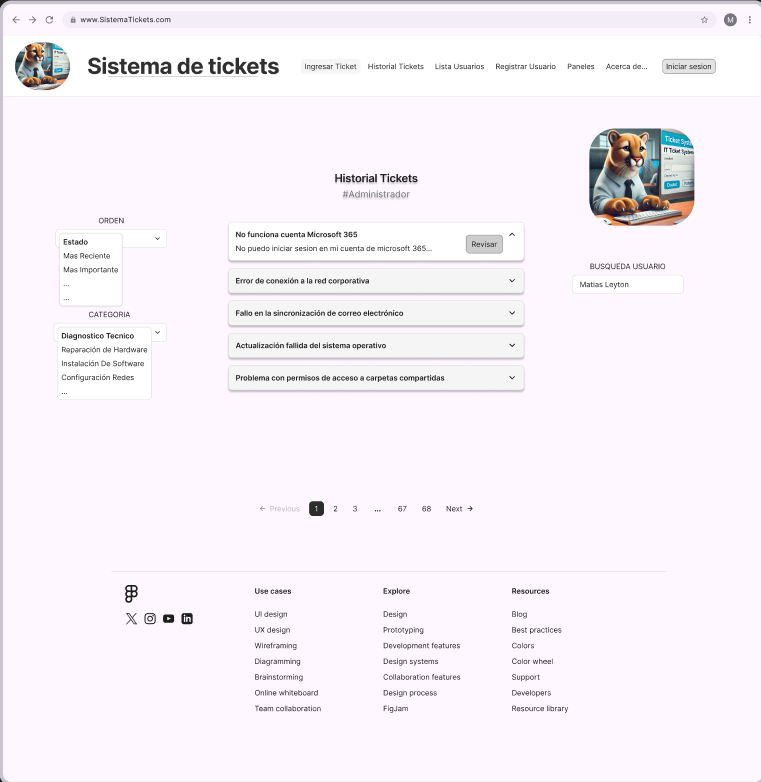 www.SistemaTickets.com
M
Sistema de tickets
Ingresar Ticket
Historial Tickets
Lista Usuarios
Registrar Usuario
Paneles
Acerca de...
Iniciar sesion
Historial Tickets
#Administrador
ORDEN
Estado
Mas Reciente
Mas Importante
...
...
CATEGORIA
Diagnostico Tecnico
Reparación de Hardware
Instalación De Software
Configuración Redes
...
No funciona cuenta Microsoft 365
No puedo iniciar sesion en mi cuenta de microsoft 365...
Revisar
Error de conexión a la red corporativa
Fallo en la sincronización de correo electrónico
Actualización fallida del sistema operativo
Problema con permisos de acceso a carpetas compartidas
Ticket Syst
IT Ticket System
BUSQUEDA USUARIO
Matias Leyton
← Previous 1 2 3 ... 67 68 Next →
Use cases
UI design
UX design
Wireframing
Diagramming
Brainstorming
Online whiteboard
Team collaboration
Explore
Design
Prototyping
Development features
Design systems
Collaboration features
Design process
FigJam
Resources
Blog
Best practices
Colors
Color wheel
Support
Developers
Resource library